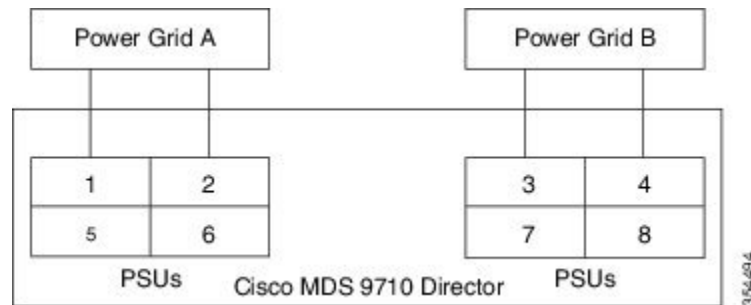 Power Grid A
Power Grid B
1 2
3 4
5 6
7 8
PSUs
Cisco MDS 9710 Director
PSUs